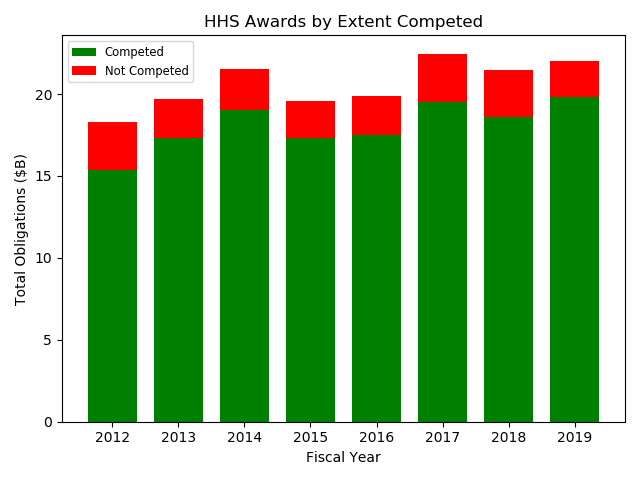 HHS Awards by Extent Competed
Competed
Not Competed
Total Obligations ($B)
20
15
10
5
0
2012 2013 2014 2015 2016 2017 2018 2019
Fiscal Year